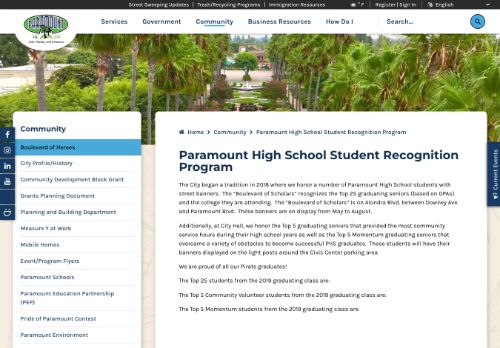 Street Sweeping Updates | Trash/Recycling Programs | Immigration Resources
° F
Register | Sign In
English
PARAMOUNT
Services Government Community Business Resources How Do I
Search...
Community
Boulevard of Heroes
City Profile/History
Community Development Block Grant
Grants Planning Document
Planning and Building Department
Measure Y at Work
Mobile Homes
Event/Program Flyers
Paramount Schools
Paramount Education Partnership
(PEP)
Pride of Paramount Contest
Paramount Environment
Home > Community > Paramount High School Student Recognition Program
Paramount High School Student Recognition
Program
The City began a tradition in 2018 where we honor a number of Paramount High School students with
street banners. The "Boulevard of Scholars" recognizes the Top 25 graduating seniors (based on GPAs)
and the college they are attending. The "Boulevard of Scholars" is on Alondra Blvd. between Downey Ave.
and Paramount Blvd. These banners are on display from May to August.
Additionally, at City Hall, we honor the Top 5 graduating seniors that provided the most community
service hours during their high school years as well as the Top 5 Momentum graduating seniors that
overcame a variety of obstacles to become successful PHS graduates. These students will have their
banners displayed on the light posts around the Civic Center parking area.
We are proud of all our Pirate graduates!
The Top 25 students from the 2019 graduating class are:
The Top 5 Community Volunteer students from the 2019 graduating class are:
The Top 5 Momentum students from the 2019 graduating class are:
Current Events